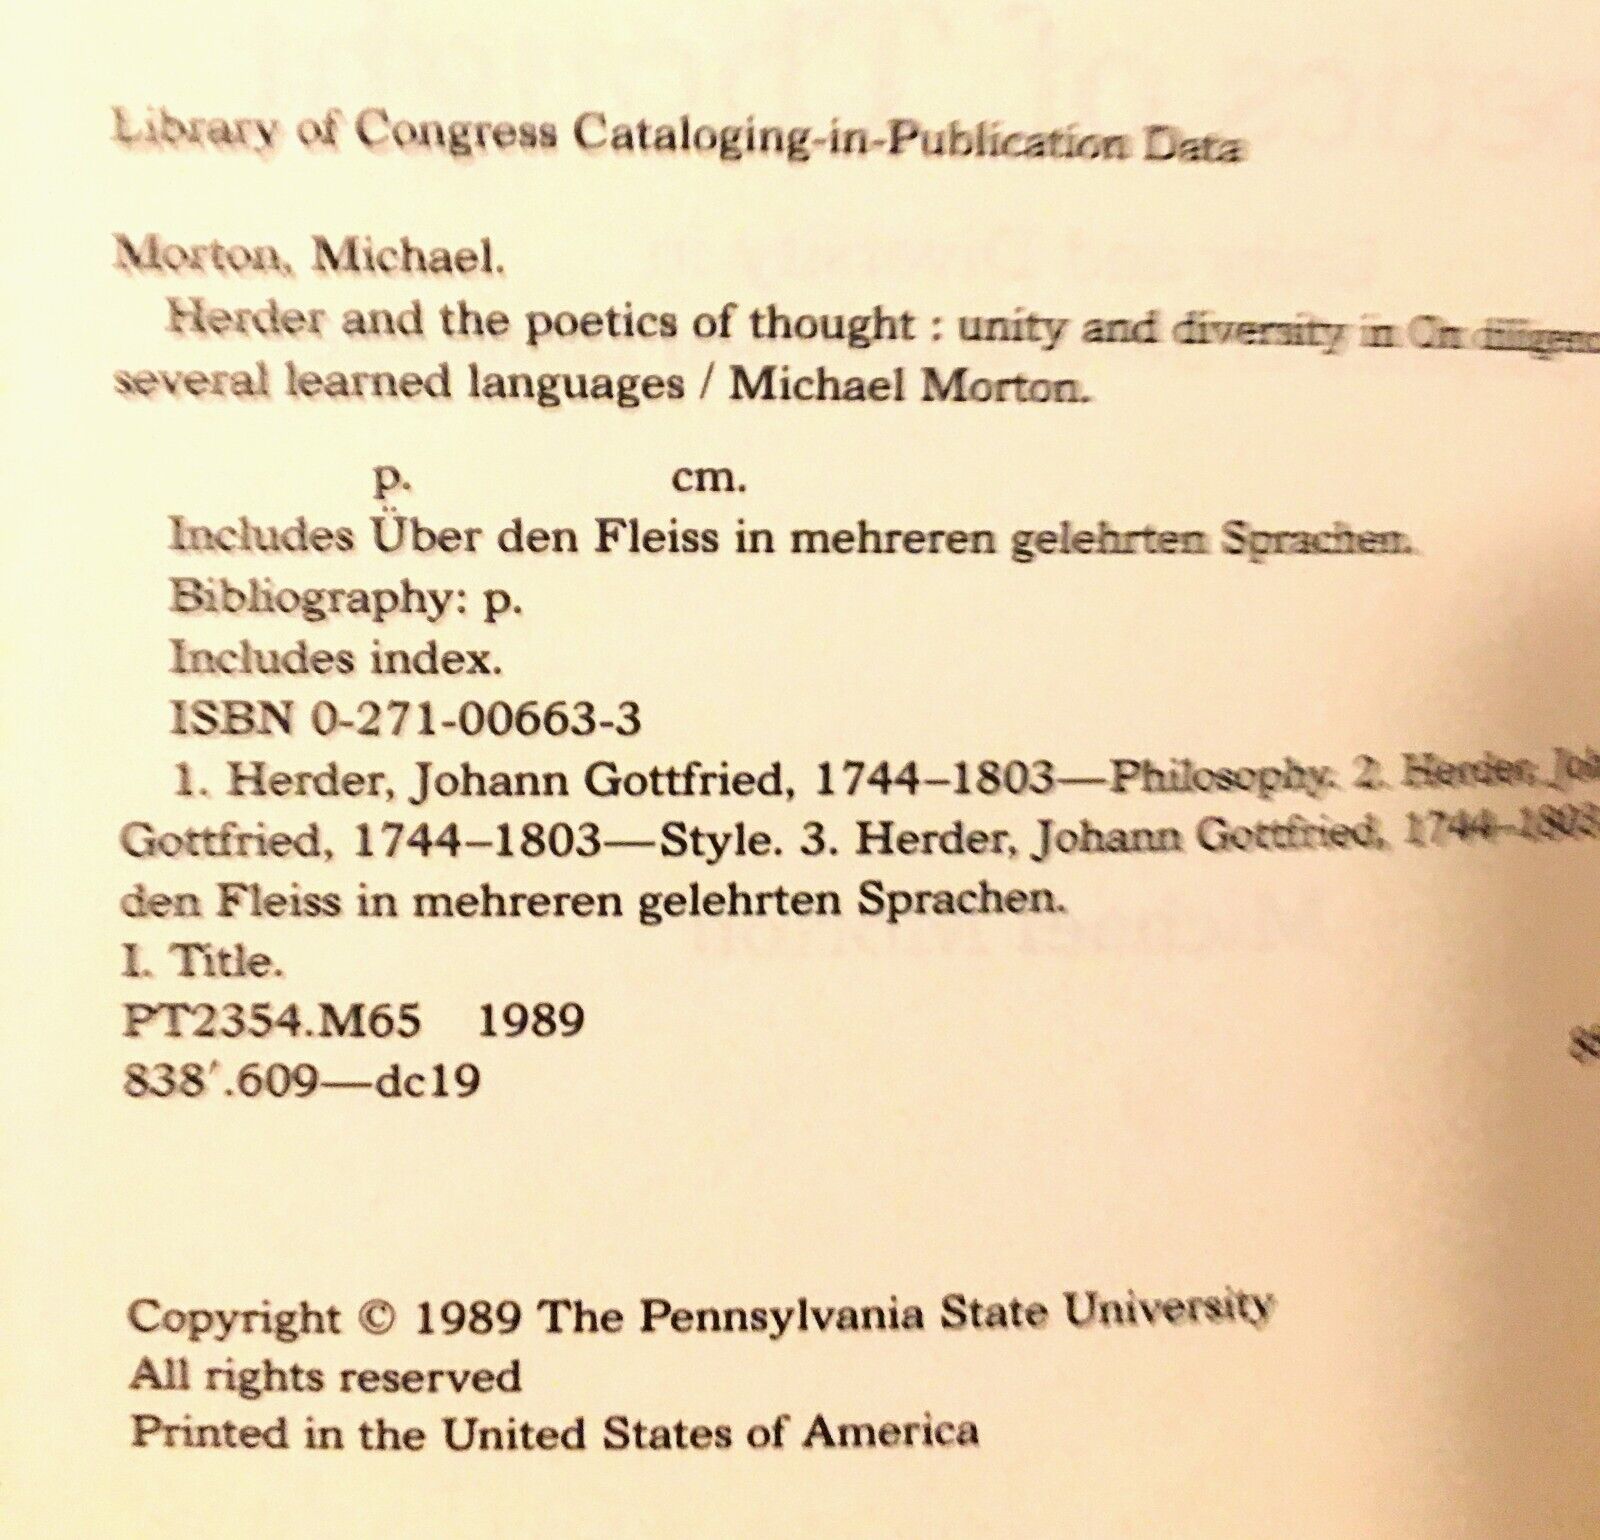 Library of Congress Cataloging-in-Publication Data
Morton, Michael.
Herder and the poetics of thought : unity and diversity in On
several learned languages / Michael Morton.
p. cm.
Includes Über den Fleiss in mehreren gelehrten Sprachen.
Bibliography: p.
Includes index.
ISBN 0-271-00663-3
1. Herder, Johann Gottfried, 1744–1803—Philosophy. 2. Herder,
Gottfried, 1744–1803—Style. 3. Herder, Johann Gottfried, 1744–1803
den Fleiss in mehreren gelehrten Sprachen.
I. Title.
PT2354.M65 1989
838′.609—dc19
Copyright © 1989 The Pennsylvania State University
All rights reserved
Printed in the United States of America